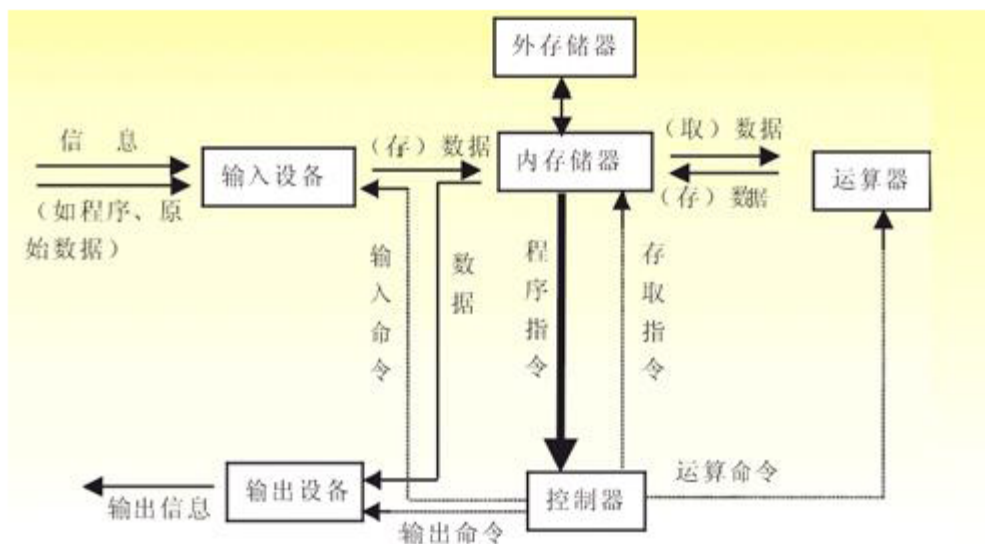 外存储器
信 息
（存）数据
内存储器
（取）数据
输入设备
运算器
（存）数据
（如程序、原
始数据）
输入命令
数据
程序指令
存取指令
运算命令
输出设备
控制器
输出信息
输出命令